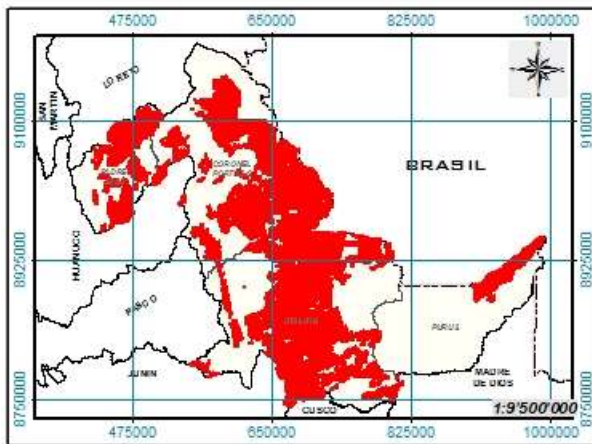 475000 650000 825000 1000000
9100000 9100000
8925000 8925000
8750000 8750000
LORETO
SAN
MARTIN
BRASIL
CORONEL
PORTILLO
PADRE
HUANUCO
PASCO
PURUS
JUNIN
MADRE
DE DIOS
CUSCO
1:9'500'000
475000 650000 825000 1000000